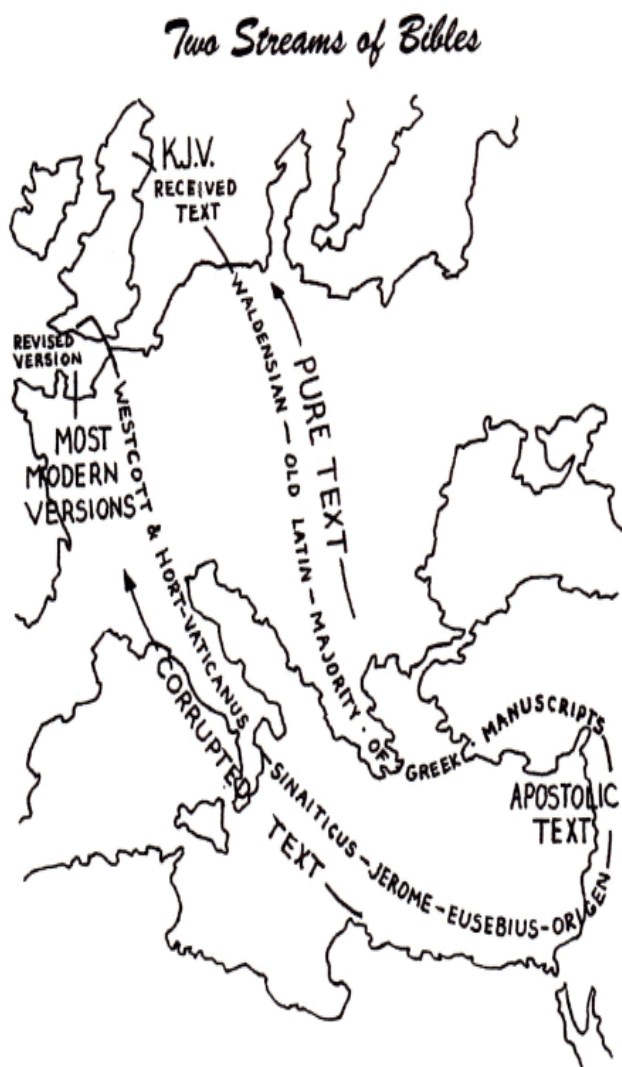 Two Streams of Bibles
K.J.V.
RECEIVED
TEXT
REVISED
VERSION
MOST
MODERN
VERSIONS
WALDENSIAN — OLD LATIN — MAJORITY · OF GREEK · MANUSCRIPTS
PURE TEXT
WESTCOTT & HORT-VATICANUS SINAITICUS-JEROME-EUSEBIUS-ORIGEN
CORRUPTED TEXT
APOSTOLIC
TEXT